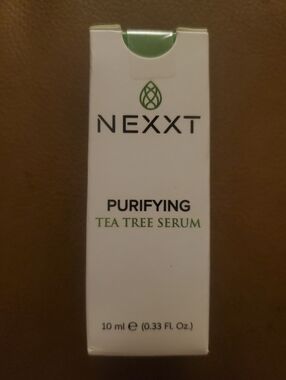 NEXXT
PURIFYING
TEA TREE SERUM
10 ml ℮ (0.33 Fl. Oz.)